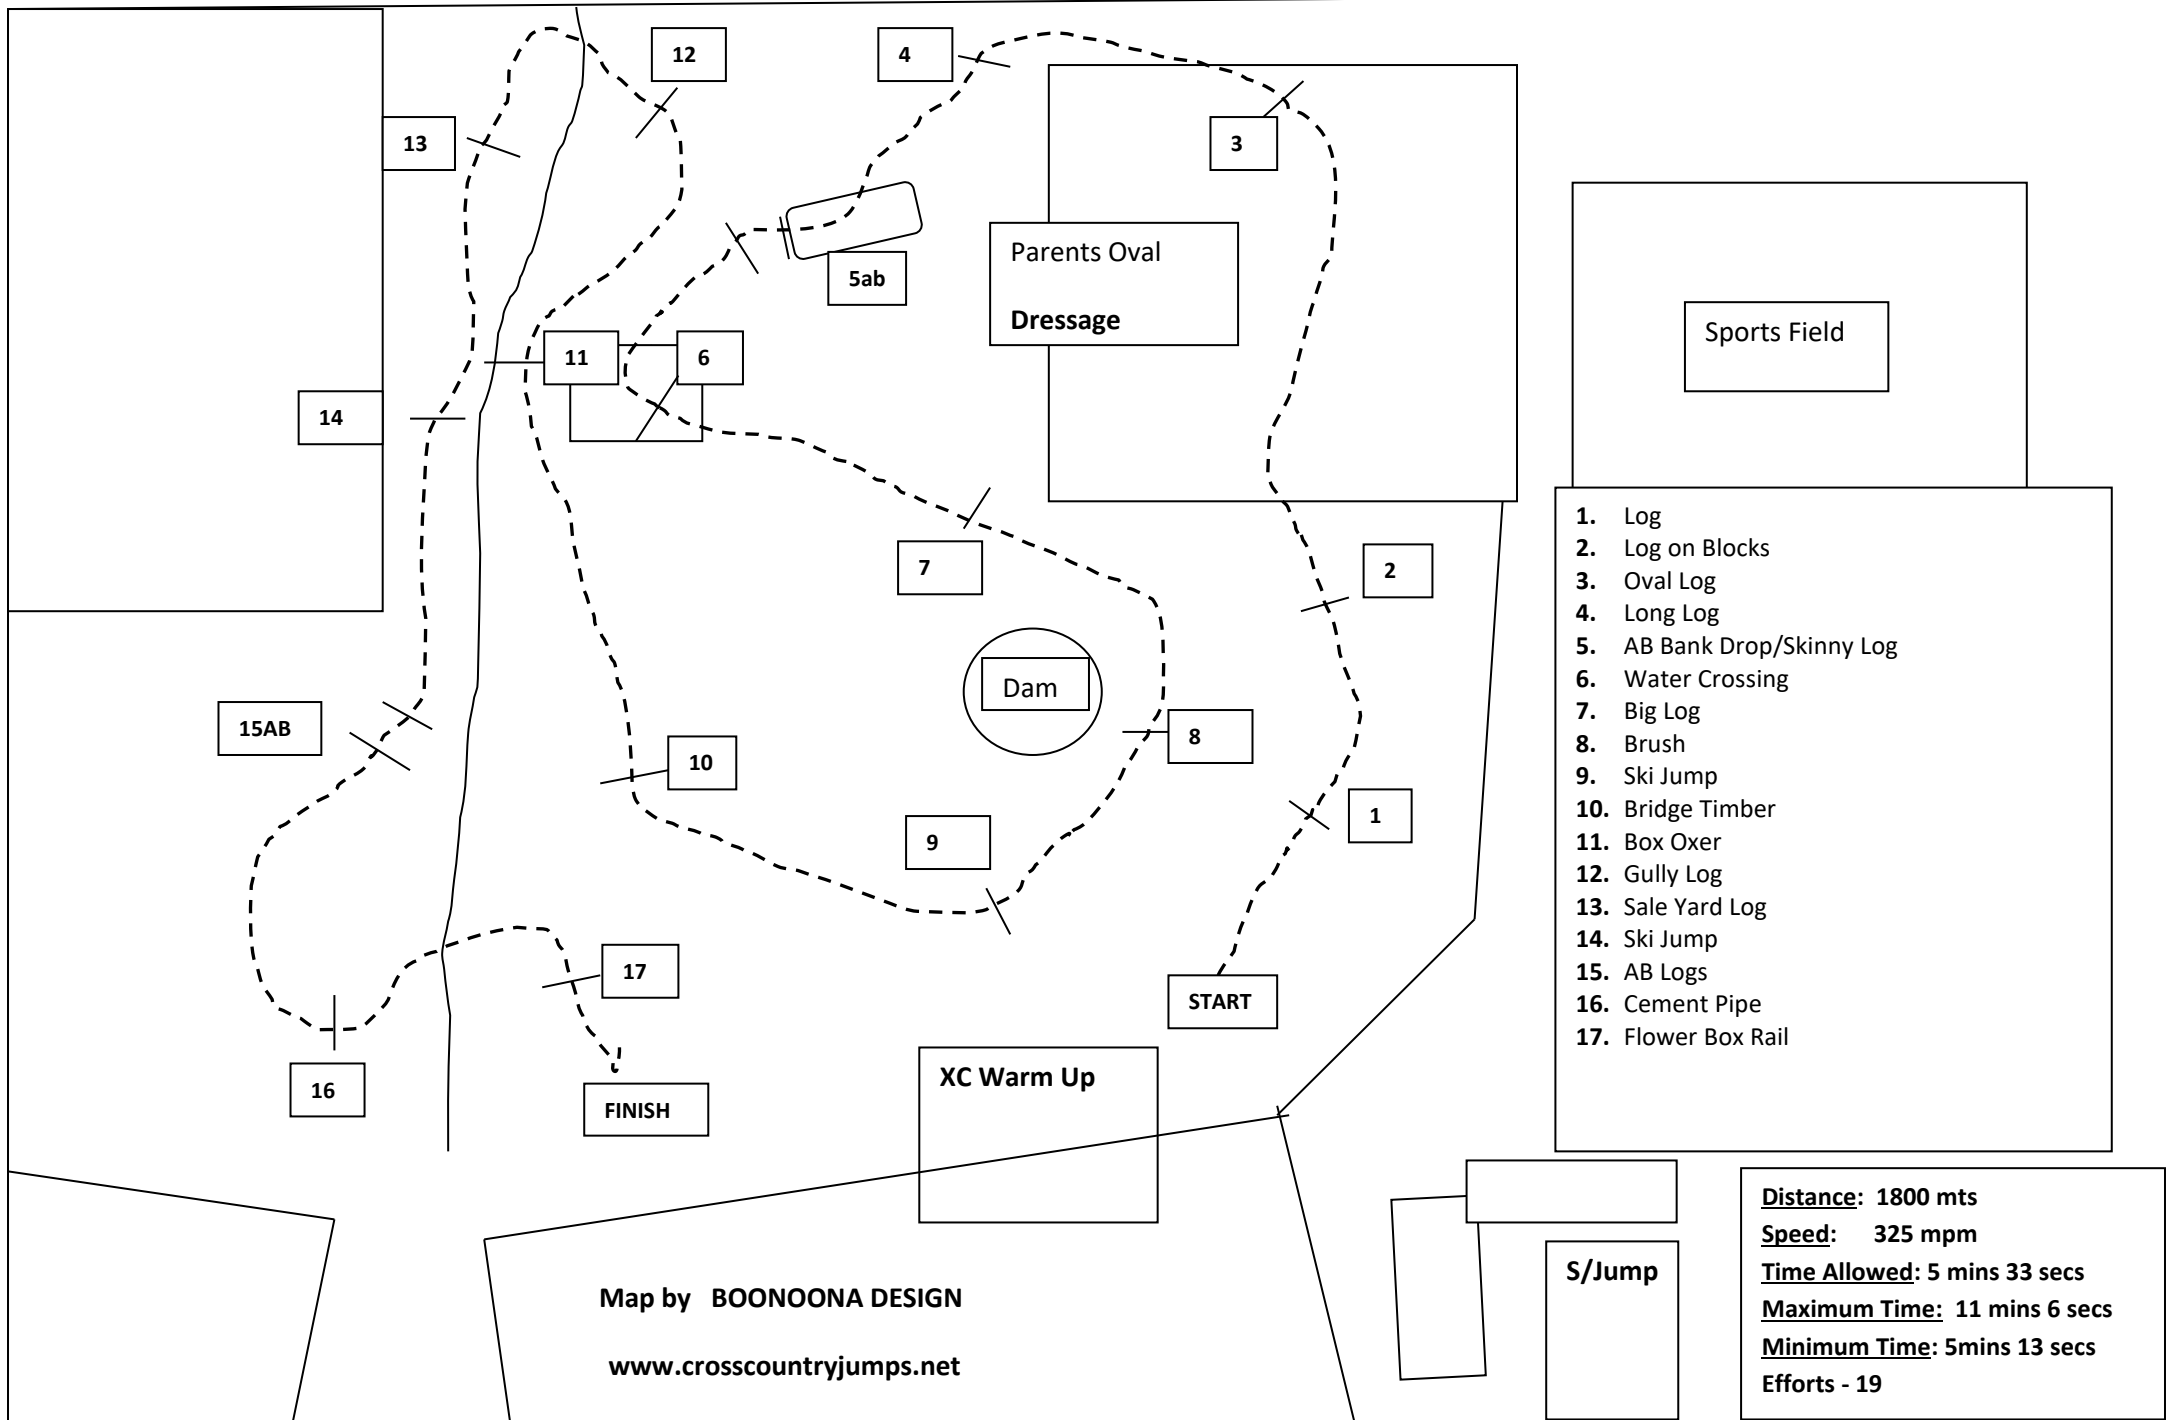 12
4
13
3
5ab
Parents Oval
Dressage
Sports Field
11
6
14
7
2
Dam
15AB
8
10
9
1
17
START
16
FINISH
XC Warm Up
1. Log
2. Log on Blocks
3. Oval Log
4. Long Log
5. AB Bank Drop/Skinny Log
6. Water Crossing
7. Big Log
8. Brush
9. Ski Jump
10. Bridge Timber
11. Box Oxer
12. Gully Log
13. Sale Yard Log
14. Ski Jump
15. AB Logs
16. Cement Pipe
17. Flower Box Rail
S/Jump
Distance: 1800 mts
Speed: 325 mpm
Time Allowed: 5 mins 33 secs
Maximum Time: 11 mins 6 secs
Minimum Time: 5mins 13 secs
Efforts - 19
Map by BOONOONA DESIGN
www.crosscountryjumps.net